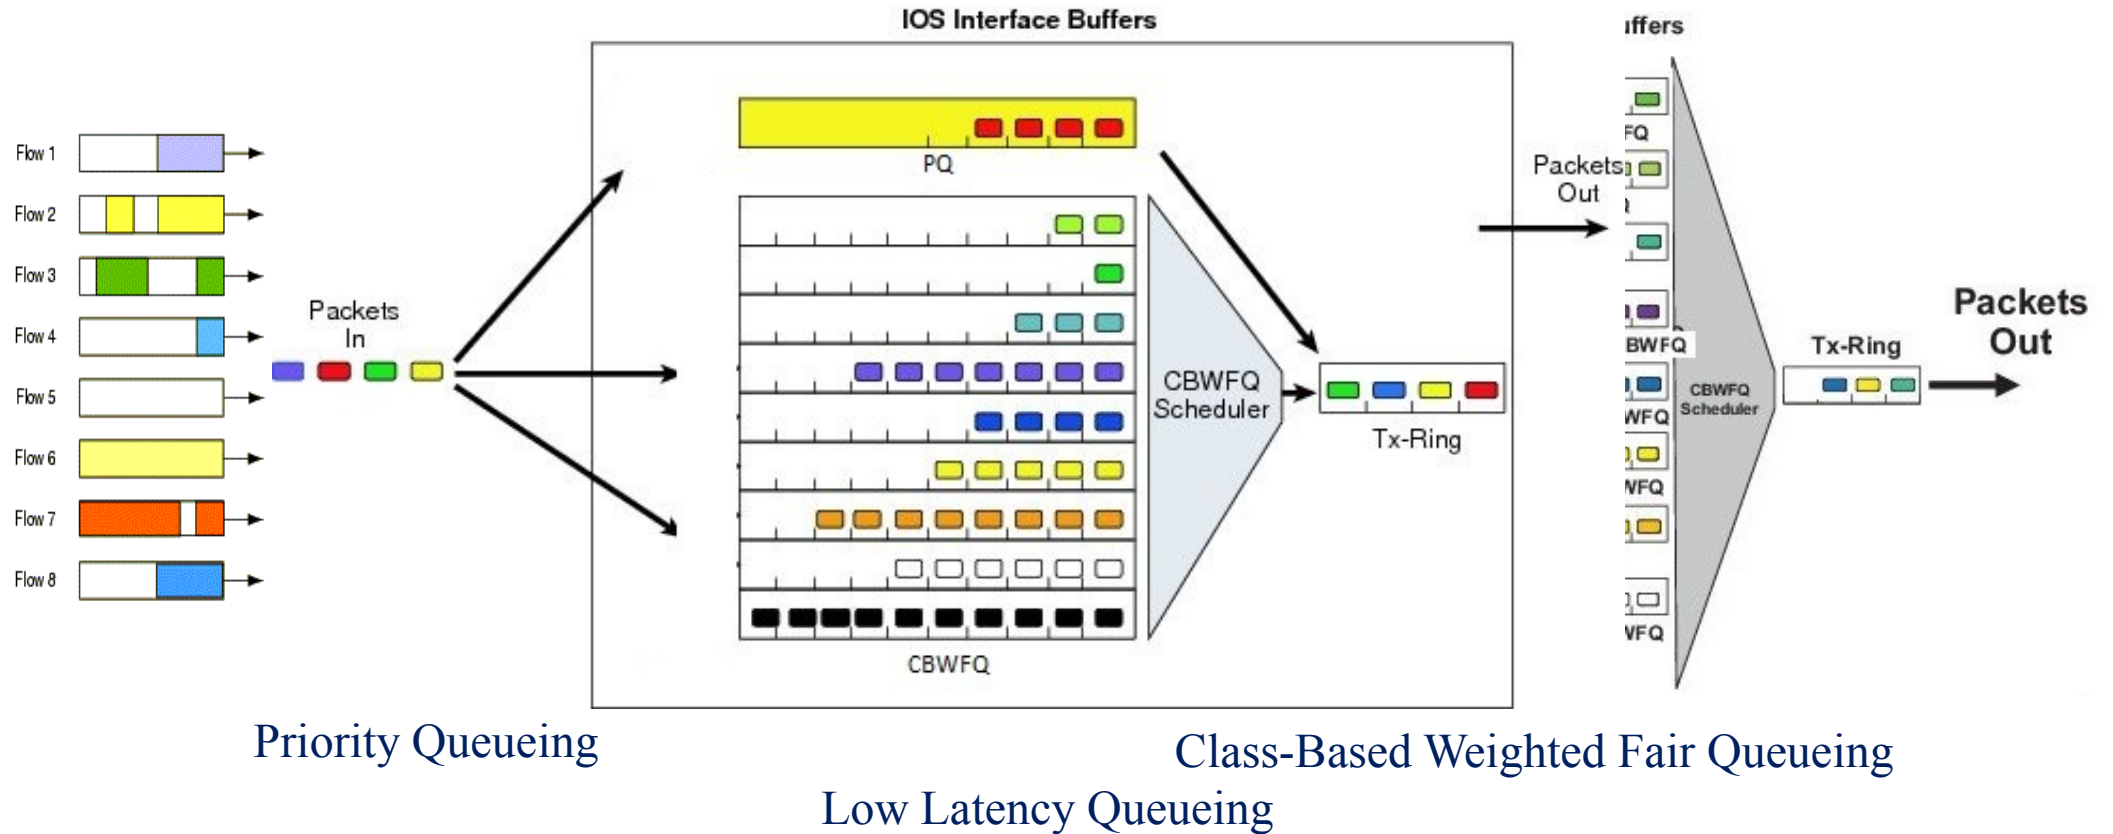 IOS Interface Buffers
uffers
Flow 1
Flow 2
Flow 3
Flow 4
Flow 5
Flow 6
Flow 7
Flow 8
Packets
In
PQ
CBWFQ
CBWFQ
Scheduler
Tx-Ring
Packets
Out
FQ
BWFQ
WFQ
WFQ
WFQ
CBWFQ
Scheduler
Tx-Ring
Packets
Out
Priority Queueing
Class-Based Weighted Fair Queueing
Low Latency Queueing